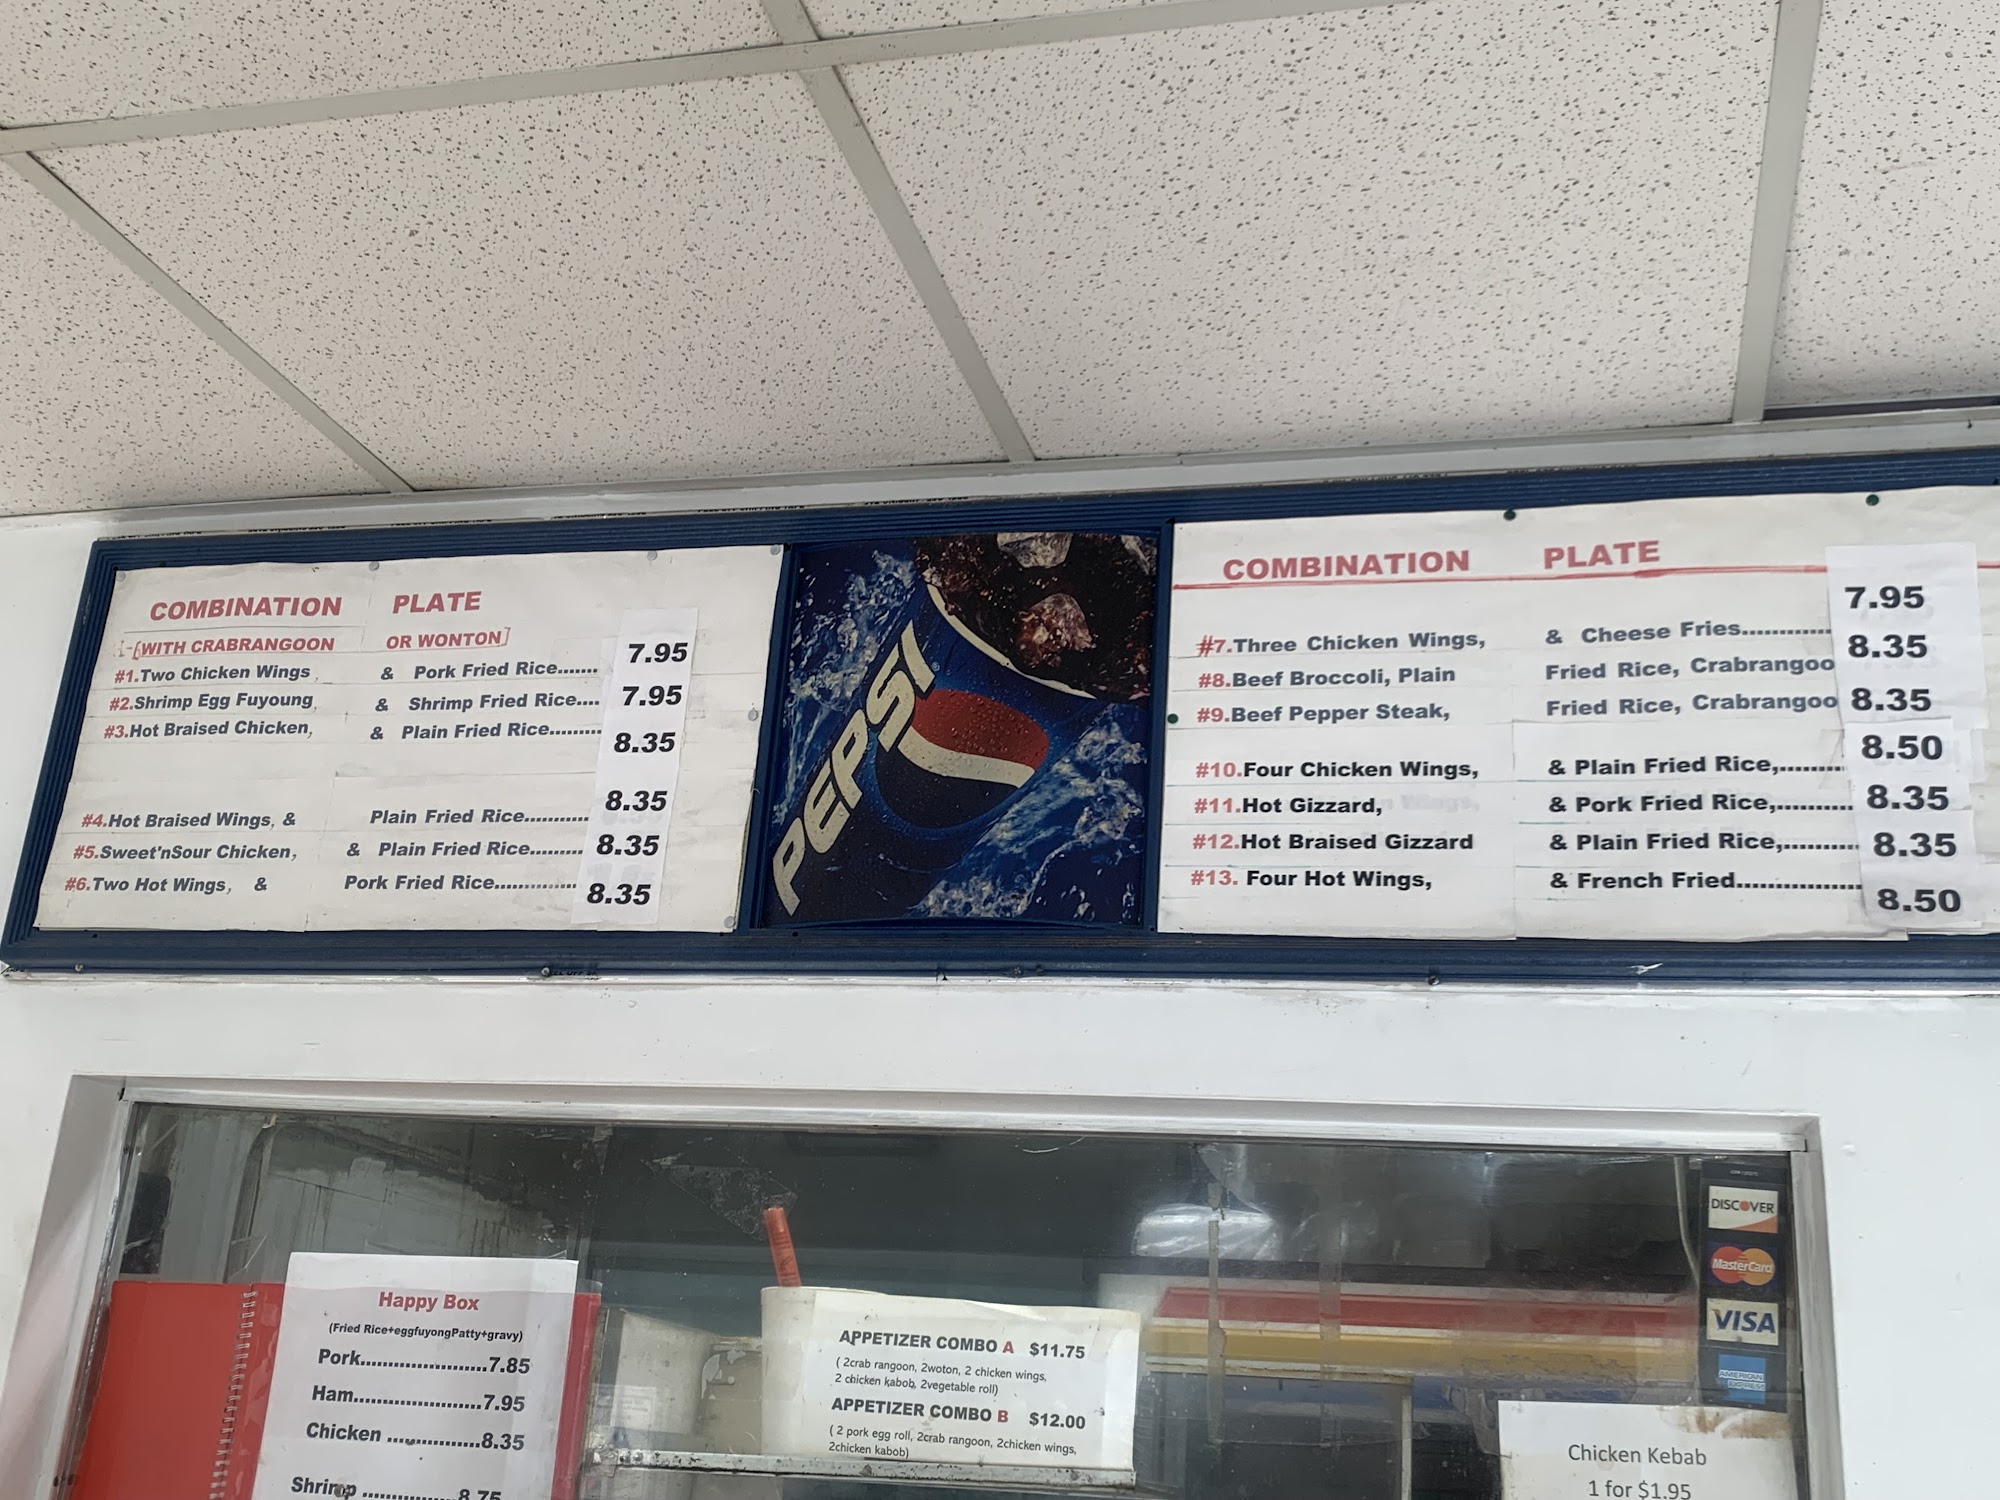 COMBINATION PLATE
WITH CRABRANGOON OR WONTON
#1.Two Chicken Wings, & Pork Fried Rice....... 7.95
#2.Shrimp Egg Fuyoung, & Shrimp Fried Rice.... 7.95
#3.Hot Braised Chicken, & Plain Fried Rice......... 8.35
#4.Hot Braised Wings, & Plain Fried Rice........... 8.35
#5.Sweet'nSour Chicken, & Plain Fried Rice......... 8.35
#6.Two Hot Wings, & Pork Fried Rice.............. 8.35
PEPSI
COMBINATION PLATE
#7.Three Chicken Wings, & Cheese Fries............ 7.95
#8.Beef Broccoli, Plain Fried Rice, Crabrangoo 8.35
#9.Beef Pepper Steak, Fried Rice, Crabrangoo 8.35
#10.Four Chicken Wings, & Plain Fried Rice,....... 8.50
#11.Hot Gizzard, & Pork Fried Rice,.......... 8.35
#12.Hot Braised Gizzard & Plain Fried Rice,.......... 8.35
#13. Four Hot Wings, & French Fried................. 8.50
Happy Box
(Fried Rice+eggfuyongPatty+gravy)
Pork......................7.85
Ham......................7.95
Chicken ................8.35
Shrimp ................8.75
APPETIZER COMBO A $11.75
( 2crab rangoon, 2woton, 2 chicken wings,
2 chicken kabob, 2vegetable roll)
APPETIZER COMBO B $12.00
( 2 pork egg roll, 2crab rangoon, 2chicken wings,
2chicken kabob)
DISCOVER
MasterCard
VISA
AMERICAN
EXPRESS
Chicken Kebab
1 for $1.95